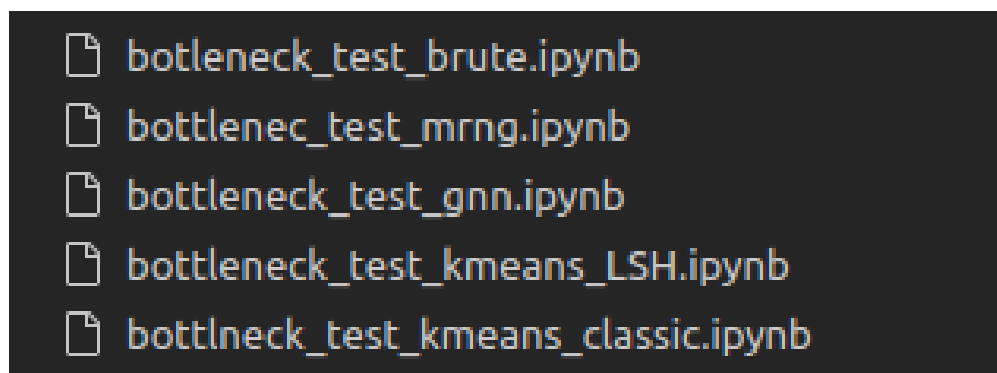 botleneck_test_brute.ipynb
bottlenec_test_mrng.ipynb
bottleneck_test_gnn.ipynb
bottleneck_test_kmeans_LSH.ipynb
bottlneck_test_kmeans_classic.ipynb